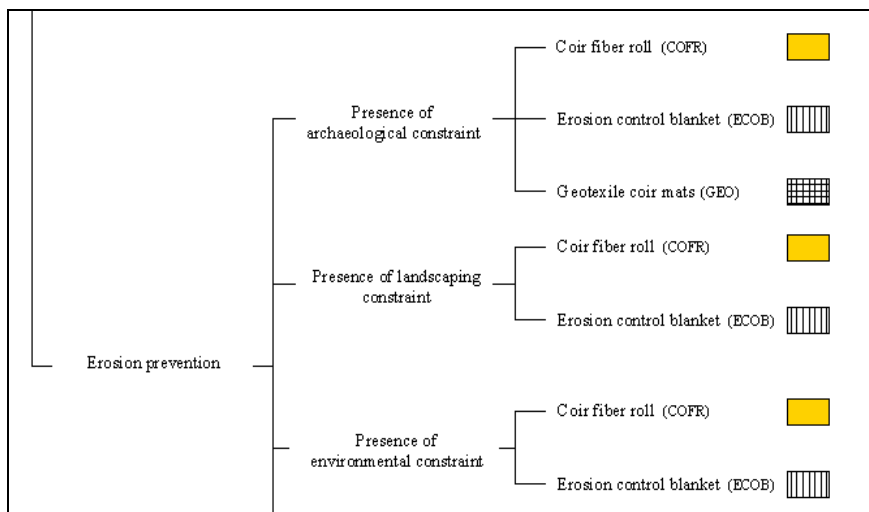 Coir fiber roll (COFR)
Presence of
archaeological constraint
Erosion control blanket (ECOB)
Geotexile coir mats (GEO)
Coir fiber roll (COFR)
Presence of landscaping
constraint
Erosion control blanket (ECOB)
Erosion prevention
Coir fiber roll (COFR)
Presence of
environmental constraint
Erosion control blanket (ECOB)